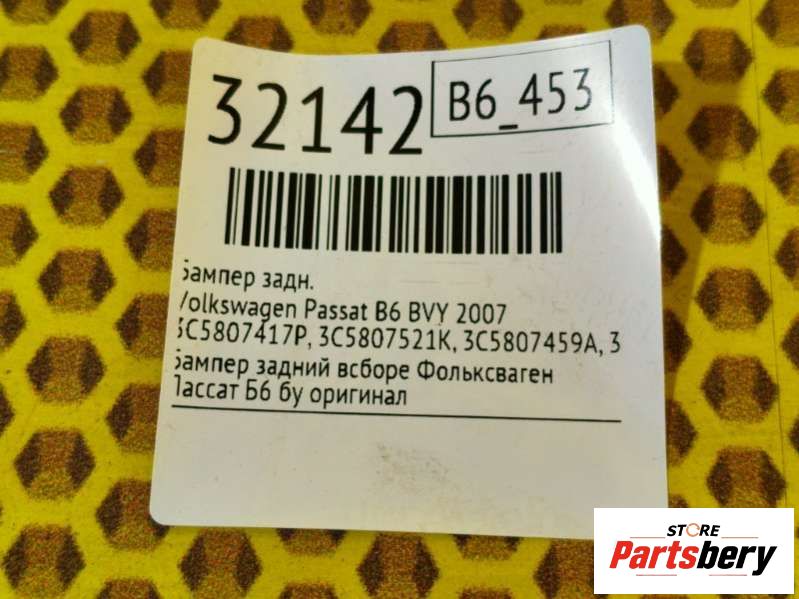 32142
B6_453
Бампер задн.
Volkswagen Passat B6 BVY 2007
3C5807417P, 3C5807521K, 3C5807459A, 3
Бампер задний всборе Фольксваген
Пассат Б6 бу оригинал
STORE
Partsbery